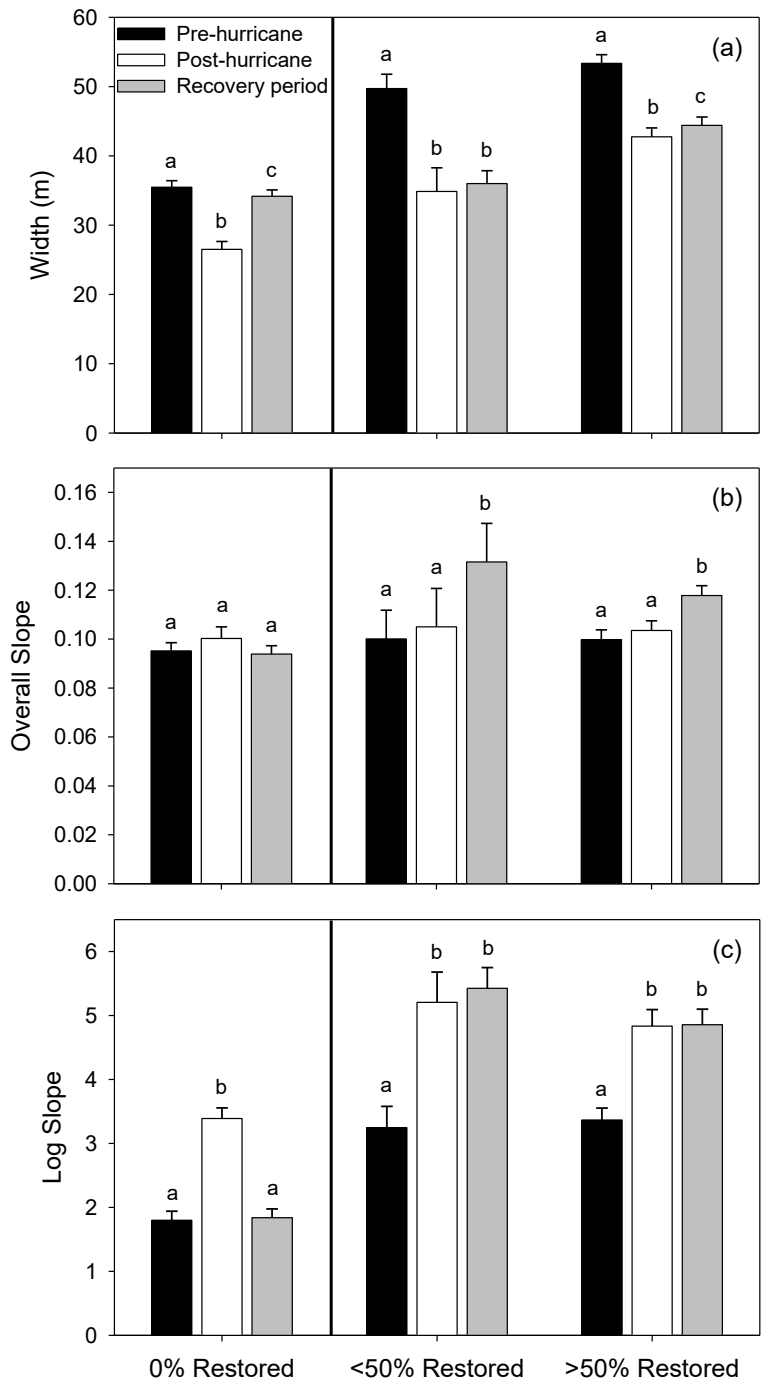 60
50
40
30
20
10
0
Width (m)
Pre-hurricane
Post-hurricane
Recovery period
(a)
a
b
c
a
b
b
a
b
c
0.16
0.14
0.12
0.10
0.08
0.06
0.04
0.02
0.00
Overall Slope
(b)
a
a
a
a
a
b
a
a
b
6
5
4
3
2
1
0
Log Slope
(c)
a
b
a
a
b
b
a
b
b
0% Restored
<50% Restored
>50% Restored